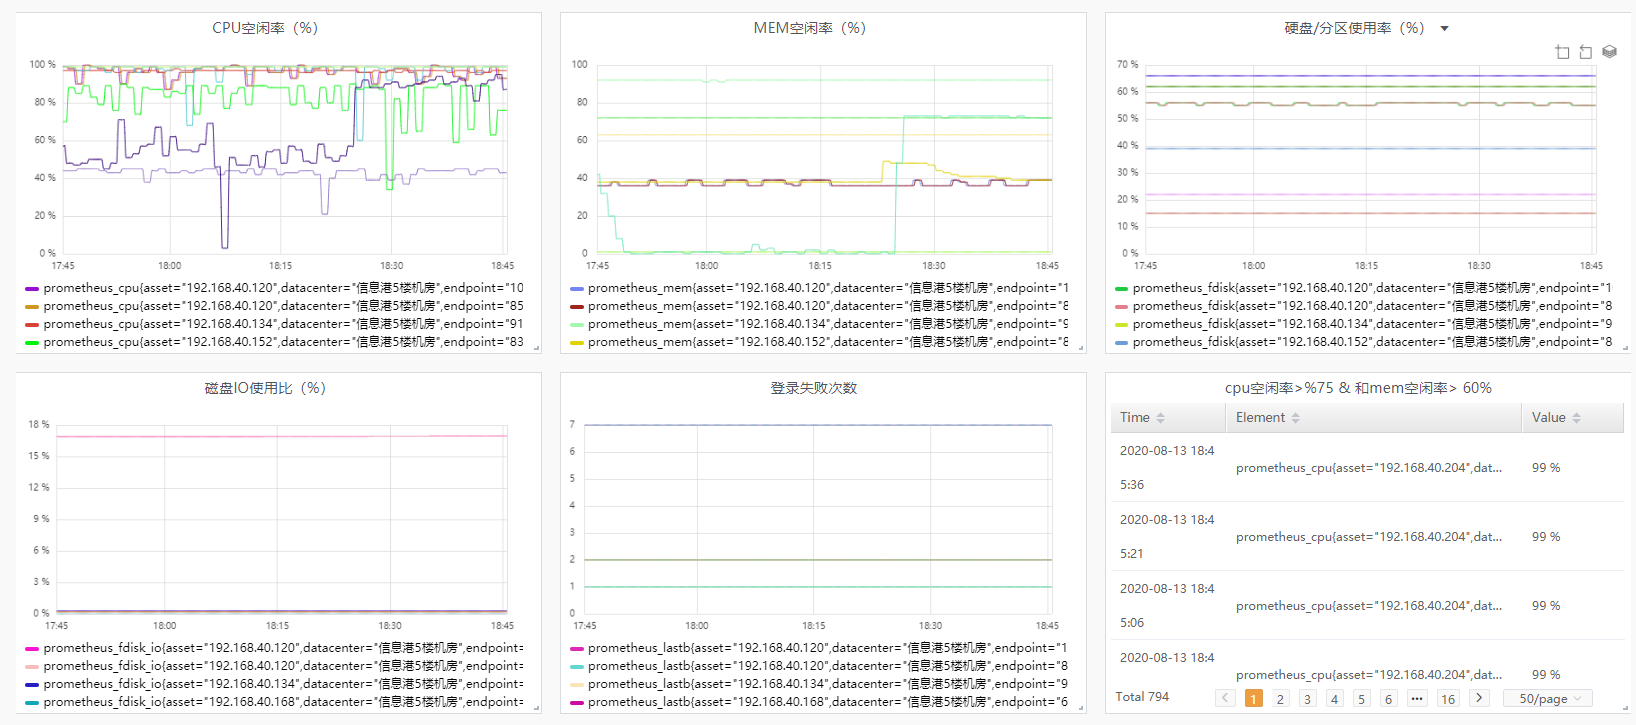 CPU空闲率（%）
100 %
80 %
60 %
40 %
20 %
0 %
17:45
18:00
18:15
18:30
18:45
prometheus_cpu{asset="192.168.40.120",datacenter="信息港5楼机房",endpoint="10
prometheus_cpu{asset="192.168.40.120",datacenter="信息港5楼机房",endpoint="85
prometheus_cpu{asset="192.168.40.134",datacenter="信息港5楼机房",endpoint="91
prometheus_cpu{asset="192.168.40.152",datacenter="信息港5楼机房",endpoint="83
MEM空闲率（%）
100
80
60
40
20
0
17:45
18:00
18:15
18:30
18:45
prometheus_mem{asset="192.168.40.120",datacenter="信息港5楼机房",endpoint="1
prometheus_mem{asset="192.168.40.120",datacenter="信息港5楼机房",endpoint="8
prometheus_mem{asset="192.168.40.134",datacenter="信息港5楼机房",endpoint="9
prometheus_mem{asset="192.168.40.152",datacenter="信息港5楼机房",endpoint="8
硬盘/分区使用率（%）
70 %
60 %
50 %
40 %
30 %
20 %
10 %
0 %
17:45
18:00
18:15
18:30
18:45
prometheus_fdisk{asset="192.168.40.120",datacenter="信息港5楼机房",endpoint="1
prometheus_fdisk{asset="192.168.40.120",datacenter="信息港5楼机房",endpoint="8
prometheus_fdisk{asset="192.168.40.134",datacenter="信息港5楼机房",endpoint="9
prometheus_fdisk{asset="192.168.40.152",datacenter="信息港5楼机房",endpoint="8
磁盘IO使用比（%）
18 %
15 %
12 %
9 %
6 %
3 %
0 %
17:45
18:00
18:15
18:30
18:45
prometheus_fdisk_io{asset="192.168.40.120",datacenter="信息港5楼机房",endpoint=
prometheus_fdisk_io{asset="192.168.40.120",datacenter="信息港5楼机房",endpoint=
prometheus_fdisk_io{asset="192.168.40.134",datacenter="信息港5楼机房",endpoint=
prometheus_fdisk_io{asset="192.168.40.168",datacenter="信息港5楼机房",endpoint=
登录失败次数
7
6
5
4
3
2
1
0
17:45
18:00
18:15
18:30
18:45
prometheus_lastb{asset="192.168.40.120",datacenter="信息港5楼机房",endpoint="1
prometheus_lastb{asset="192.168.40.120",datacenter="信息港5楼机房",endpoint="8
prometheus_lastb{asset="192.168.40.134",datacenter="信息港5楼机房",endpoint="9
prometheus_lastb{asset="192.168.40.168",datacenter="信息港5楼机房",endpoint="6
cpu空闲率>%75 & 和mem空闲率> 60%
Time Element Value
2020-08-13 18:4
5:36
prometheus_cpu{asset="192.168.40.204",dat...
99 %
2020-08-13 18:4
5:21
prometheus_cpu{asset="192.168.40.204",dat...
99 %
2020-08-13 18:4
5:06
prometheus_cpu{asset="192.168.40.204",dat...
99 %
2020-08-13 18:4
prometheus_cpu{asset="192.168.40.204",dat...
99 %
Total 794 < 1 2 3 4 5 6 ••• 16 > 50/page